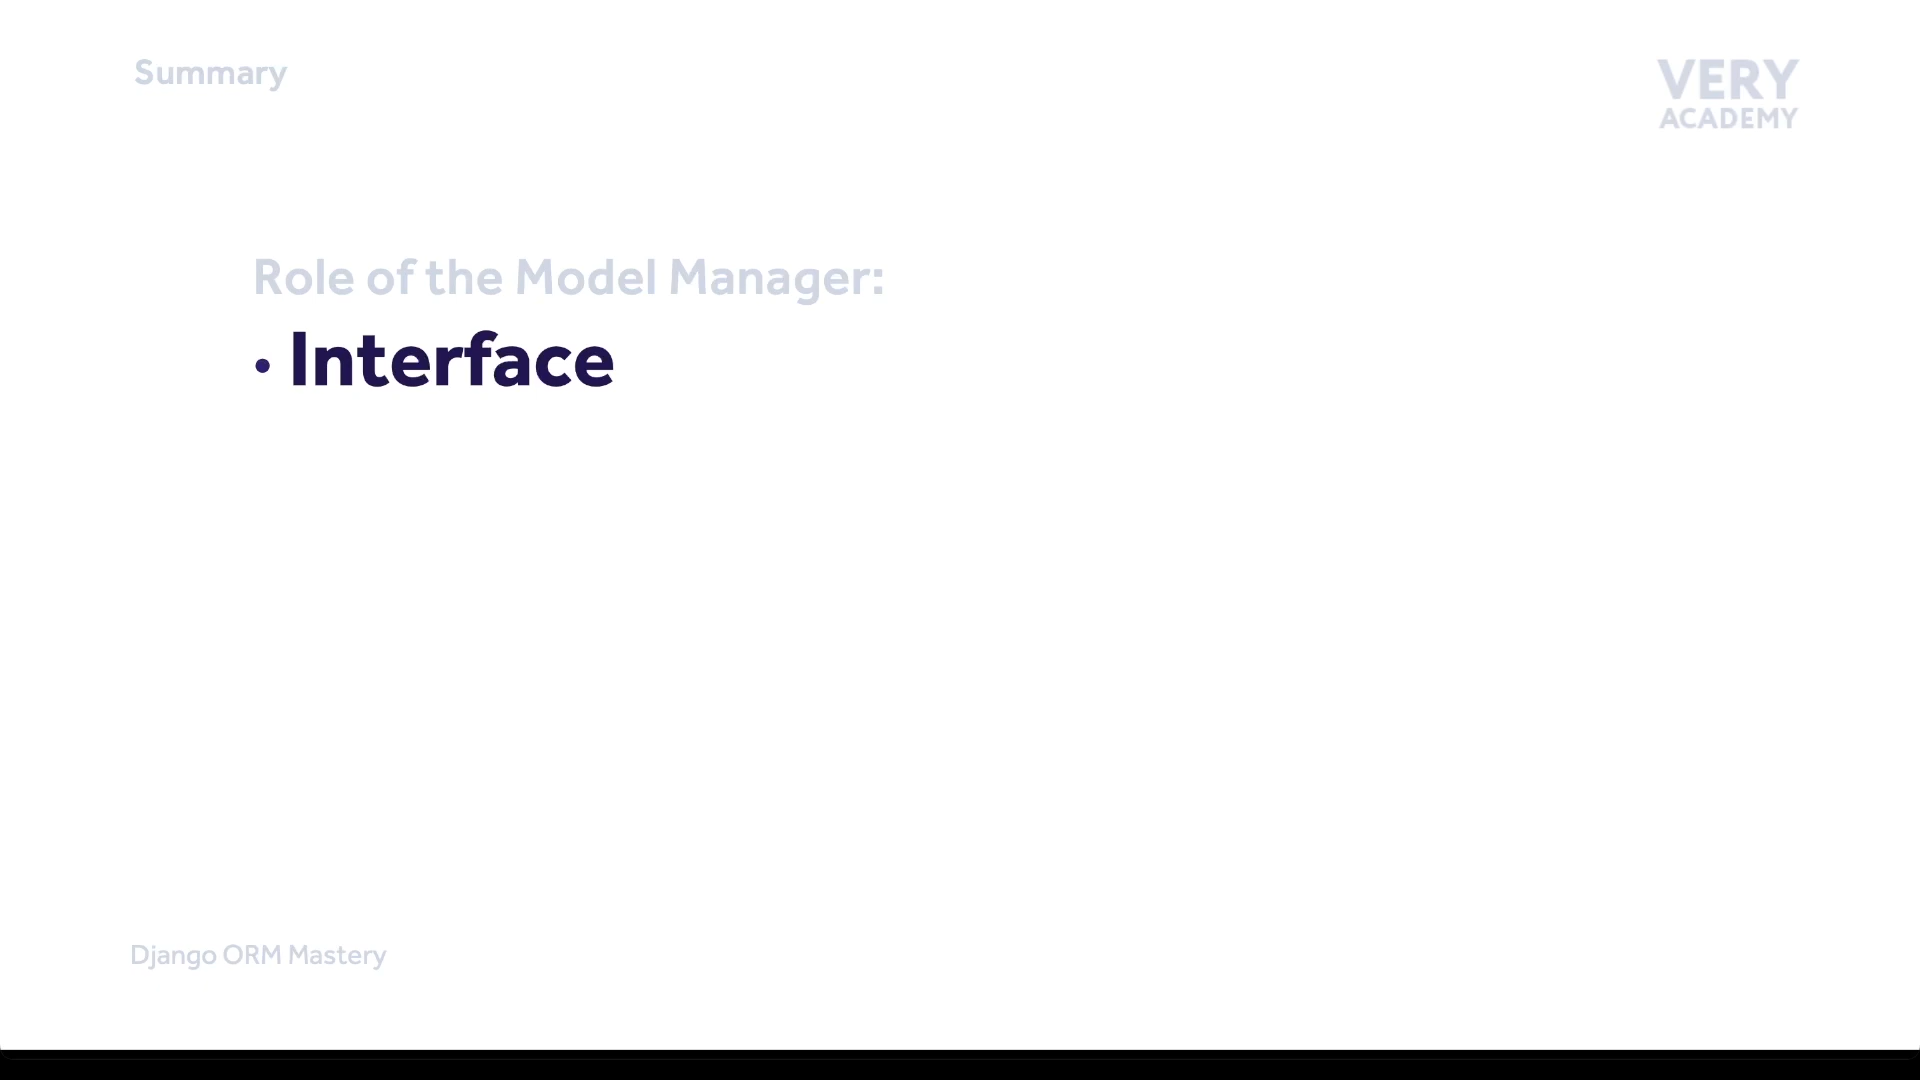 Summary
VERY
ACADEMY
Role of the Model Manager:
• Interface
Django ORM Mastery